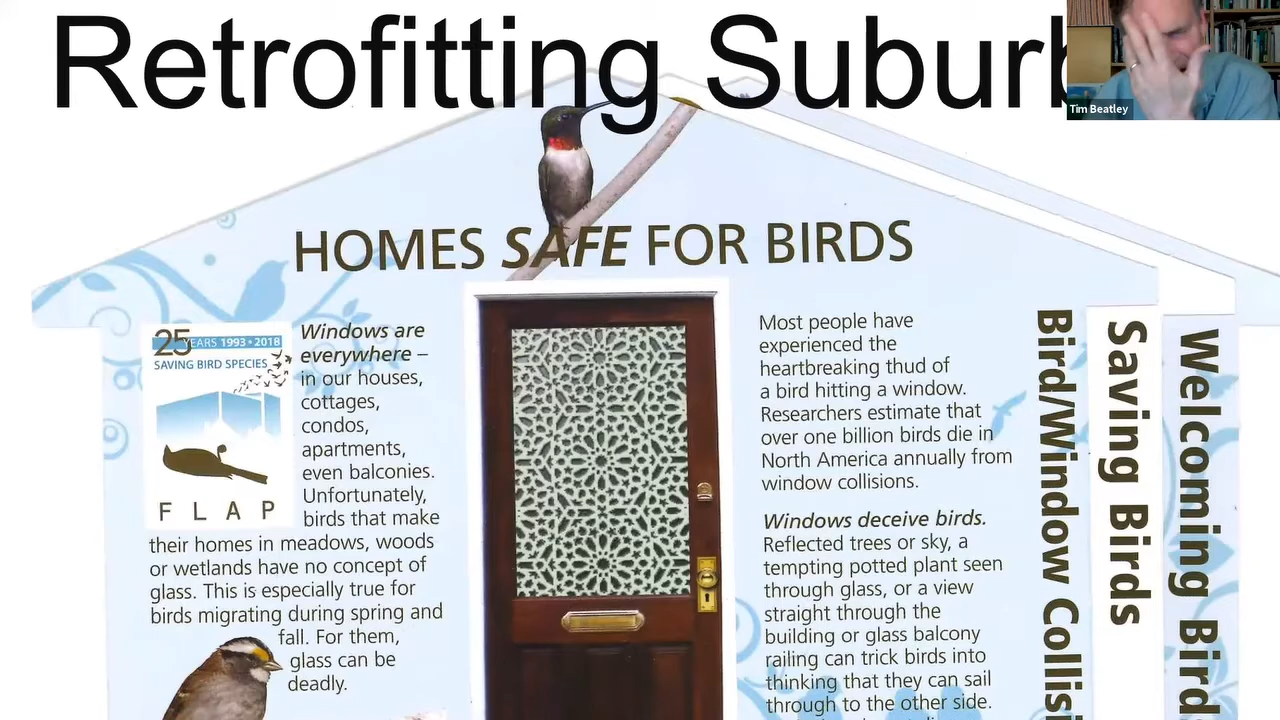 Retrofitting Suburb
Tim Beatley
HOMES SAFE FOR BIRDS
25
YEARS 1993 • 2018
SAVING BIRD SPECIES
F L A P
Windows are
everywhere –
in our houses,
cottages,
condos,
apartments,
even balconies.
Unfortunately,
birds that make
their homes in meadows, woods
or wetlands have no concept of
glass. This is especially true for
birds migrating during spring and
fall. For them,
glass can be
deadly.
Most people have
experienced the
heartbreaking thud of
a bird hitting a window.
Researchers estimate that
over one billion birds die in
North America annually from
window collisions.
Windows deceive birds.
Reflected trees or sky, a
tempting potted plant seen
through glass, or a view
straight through the
building or glass balcony
railing can trick birds into
thinking that they can sail
through to the other side.
Bird/Window Collisi
Saving Birds
Welcoming Bird